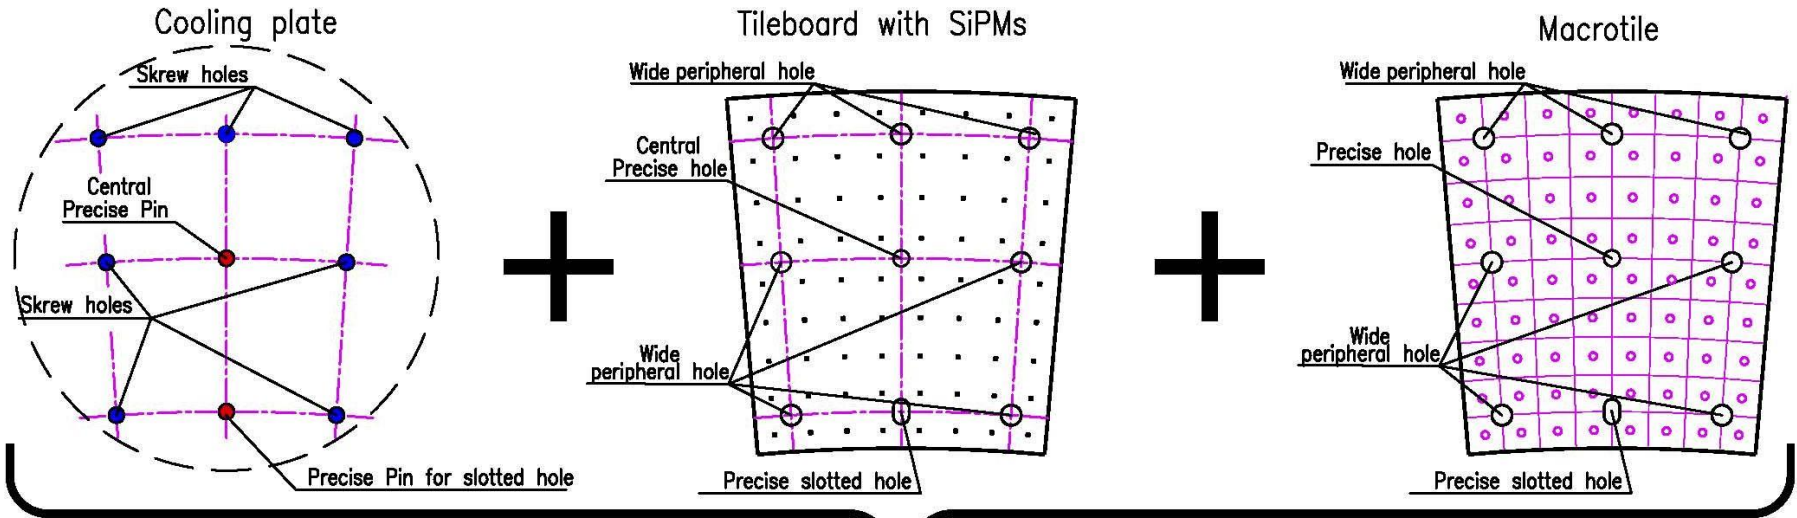 Cooling plate
Skrew holes
Central
Precise Pin
Skrew holes
Precise Pin for slotted hole
Tileboard with SiPMs
Wide peripheral hole
Central
Precise hole
Wide
peripheral hole
Precise slotted hole
Macrotile
Wide peripheral hole
Precise hole
Wide
peripheral hole
Precise slotted hole